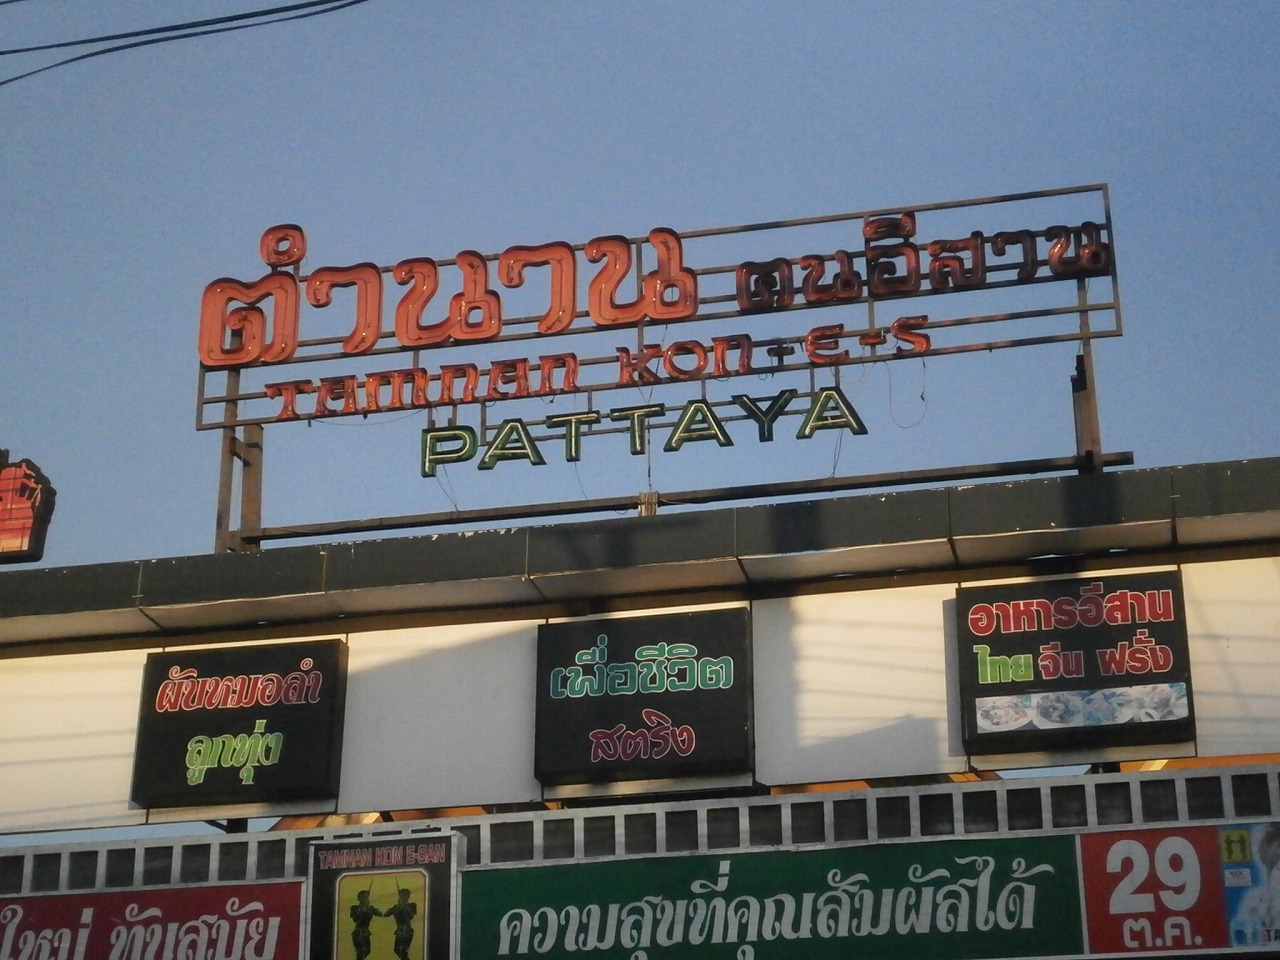 ตำนาน คนอีสาน
TAMNAN KON-E-S
PATTAYA
ผับหมอลำ
ลูกทุ่ง
เพื่อชีวิต
สตริง
อาหารอีสาน
ไทย จีน ฝรั่ง
TAMNAN KON E-SAN
ใหม่ ทันสมัย
ความสุขที่คุณสัมผัสได้
29
ต.ค.